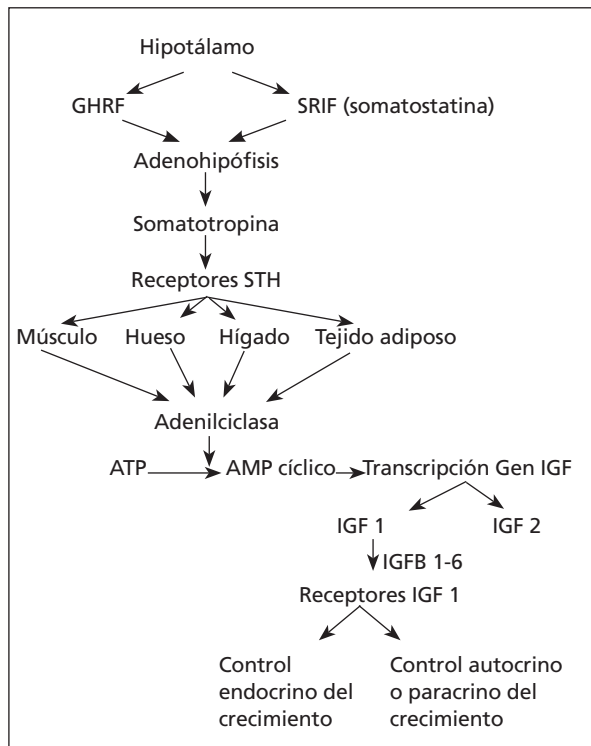 Hipotálamo
GHRF
SRIF (somatostatina)
Adenohipófisis
Somatotropina
Receptores STH
Músculo
Hueso
Hígado
Tejido adiposo
Adenilciclasa
ATP
AMP cíclico
Transcripción Gen IGF
IGF 1
IGF 2
IGFB 1-6
Receptores IGF 1
Control
endocrino del
crecimiento
Control autocrino
o paracrino del
crecimiento